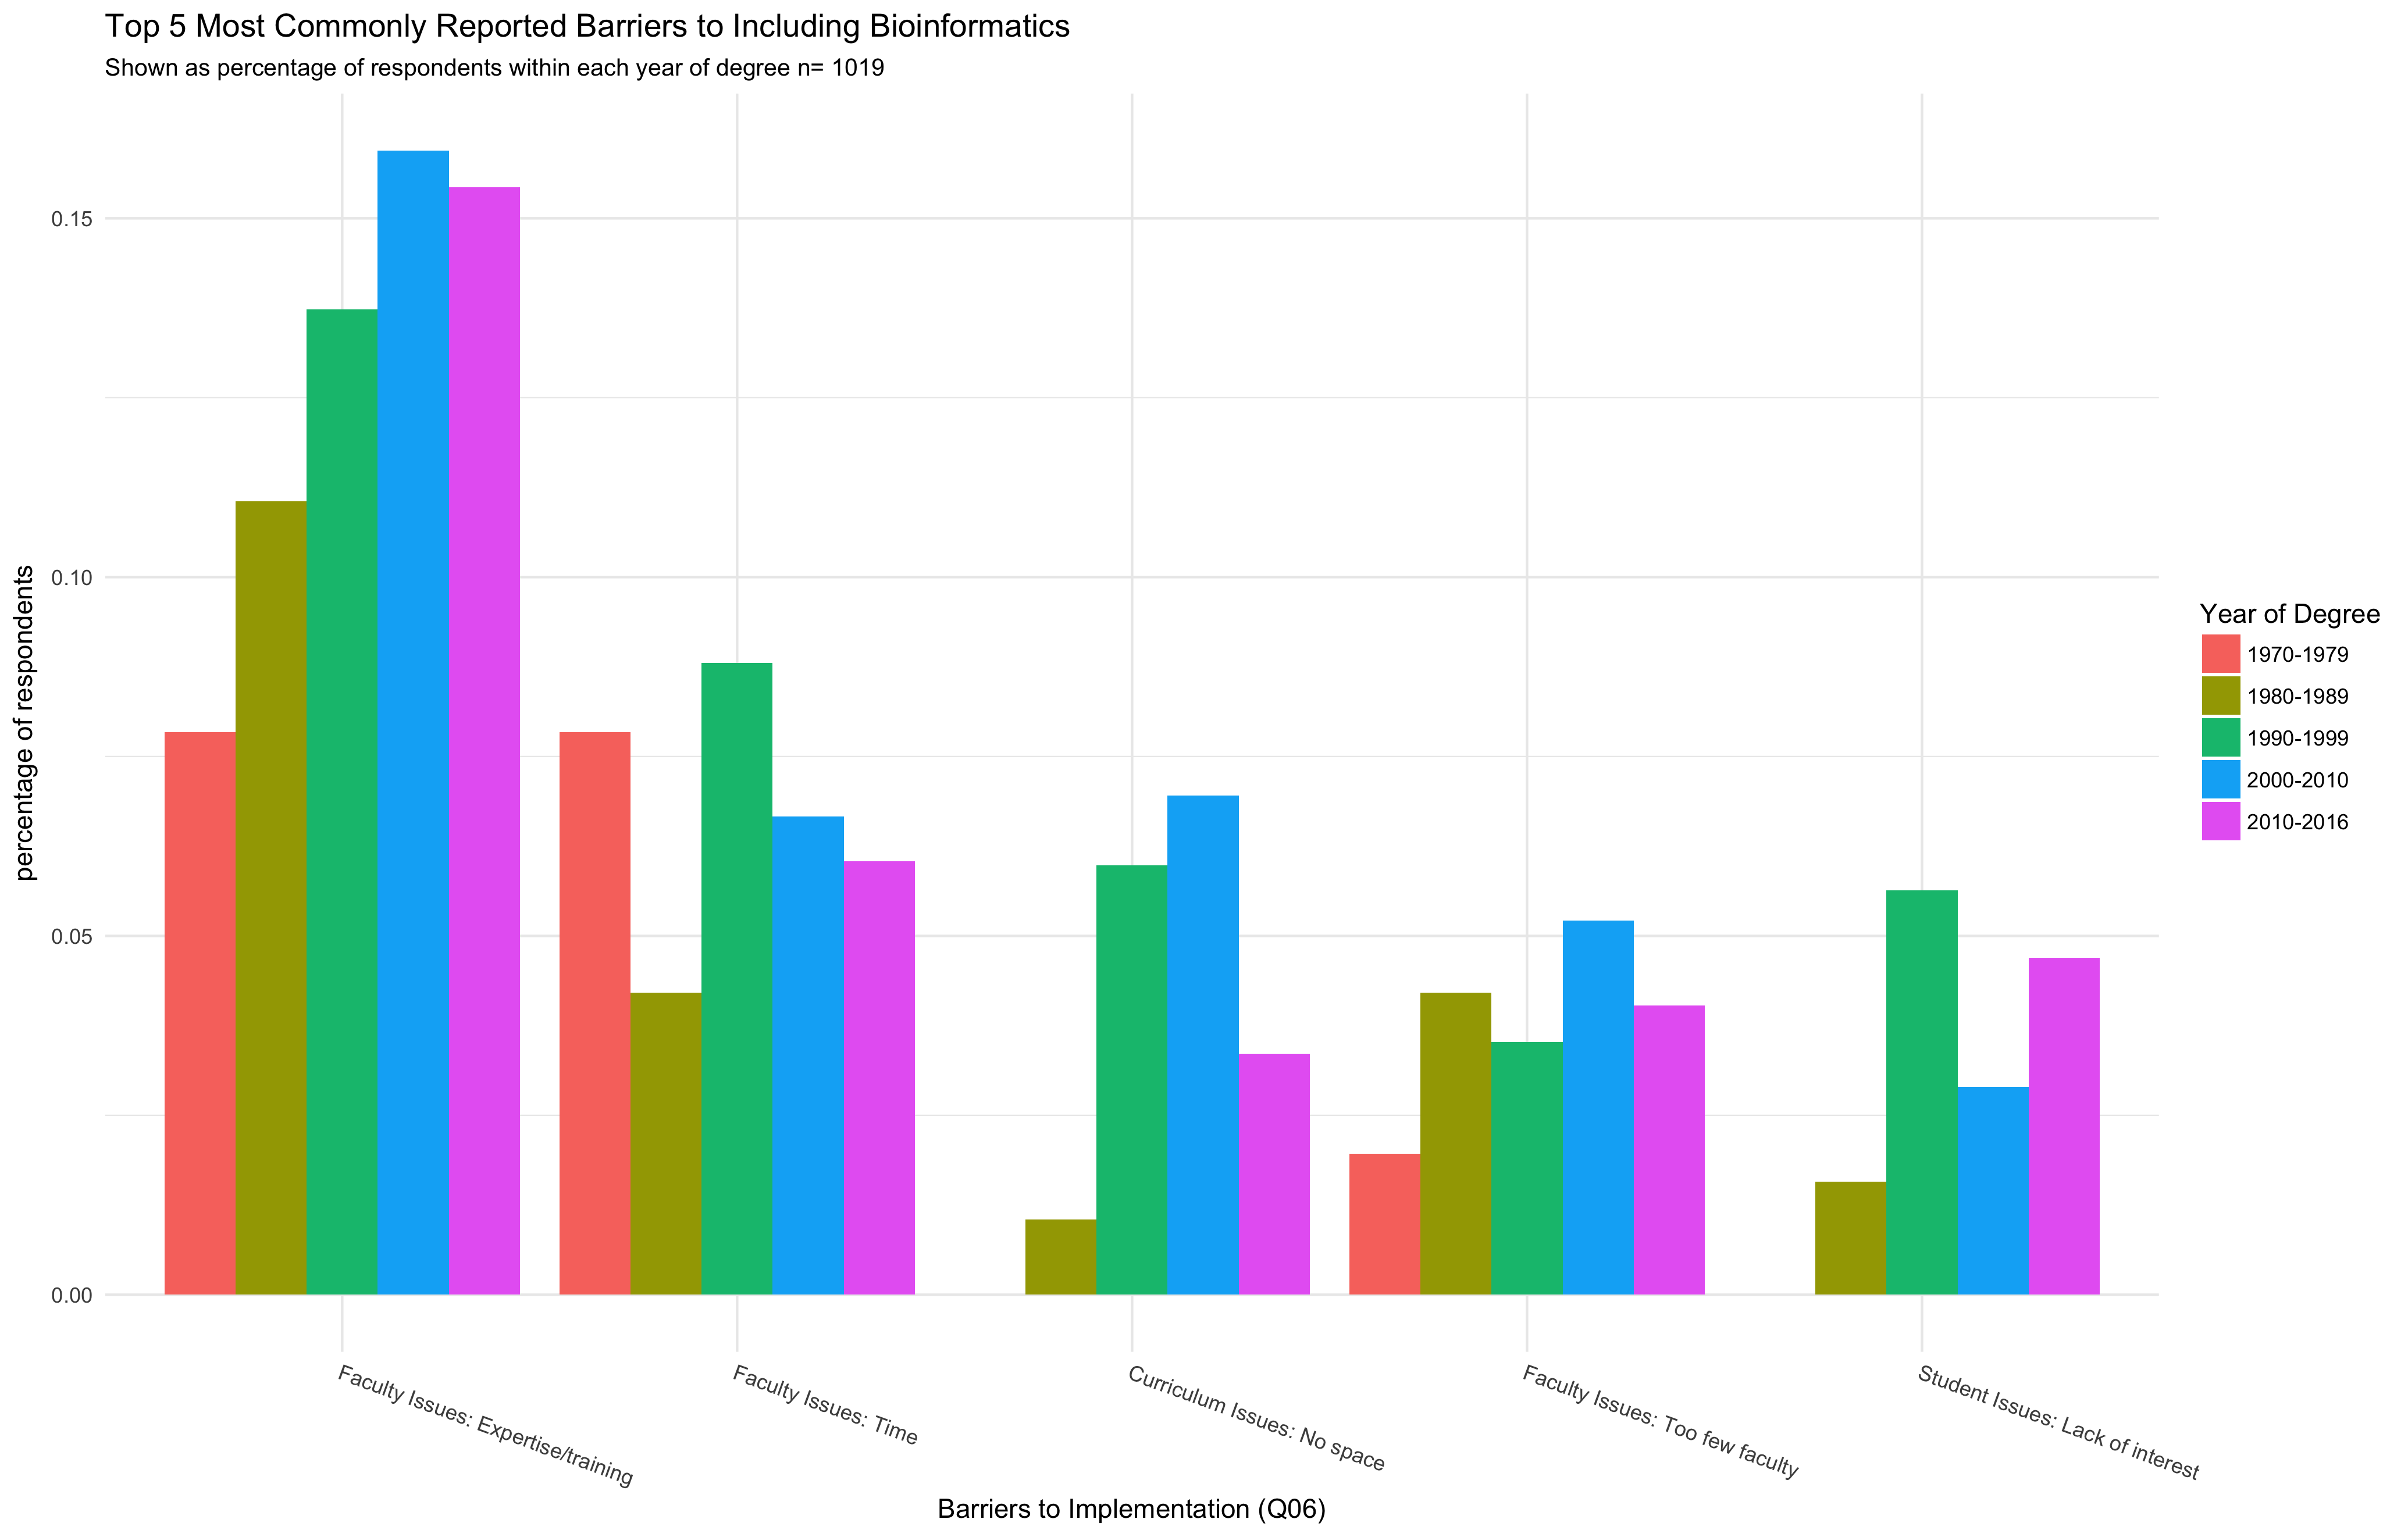 Top 5 Most Commonly Reported Barriers to Including Bioinformatics
Shown as percentage of respondents within each year of degree n= 1019
percentage of respondents
0.15
0.10
0.05
0.00
Faculty Issues: Expertise/training
Faculty Issues: Time
Curriculum Issues: No space
Faculty Issues: Too few faculty
Student Issues: Lack of interest
Barriers to Implementation (Q06)
Year of Degree
1970-1979
1980-1989
1990-1999
2000-2010
2010-2016